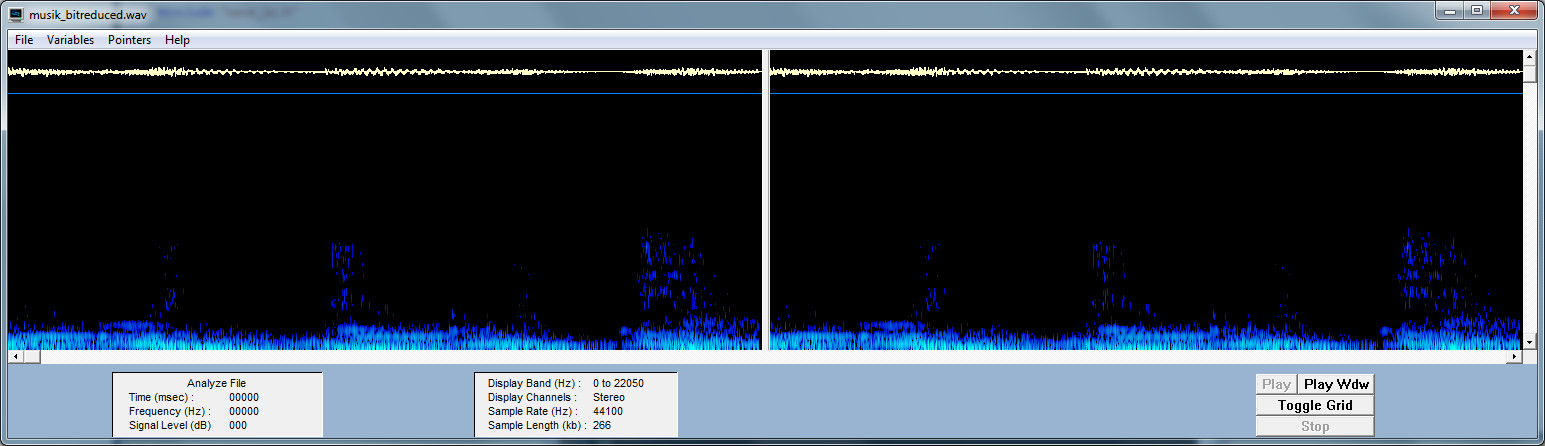 musik_bitreduced.wav
File Variables Pointers Help
Analyze File
Time (msec) : 00000
Frequency (Hz) : 00000
Signal Level (dB) 000
Display Band (Hz) : 0 to 22050
Display Channels : Stereo
Sample Rate (Hz) : 44100
Sample Length (kb) : 266
Play Play Wdw
Toggle Grid
Stop